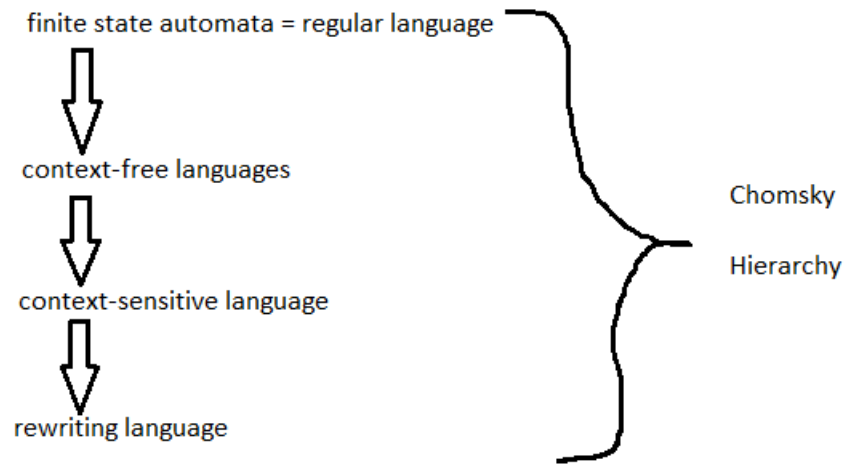 finite state automata = regular language
context-free languages
Chomsky
Hierarchy
context-sensitive language
rewriting language